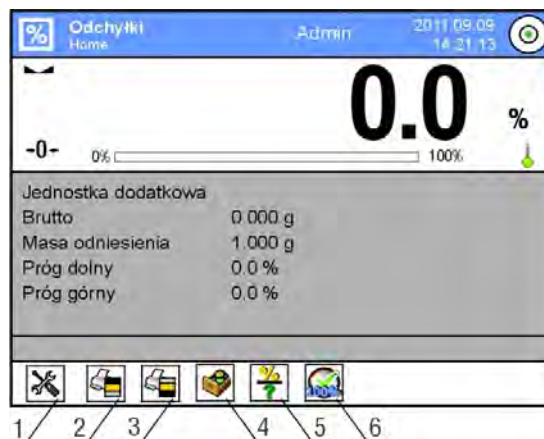 % Odchyłki Admin 2011.09.09
Home 14:21:13
0.0 %
-0- 0% 100%
Jednostka dodatkowa
Brutto 0.000 g
Masa odniesienia 1.000 g
Próg dolny 0.0 %
Próg górny 0.0 %
% ? 100%
1 2 3 4 5 6